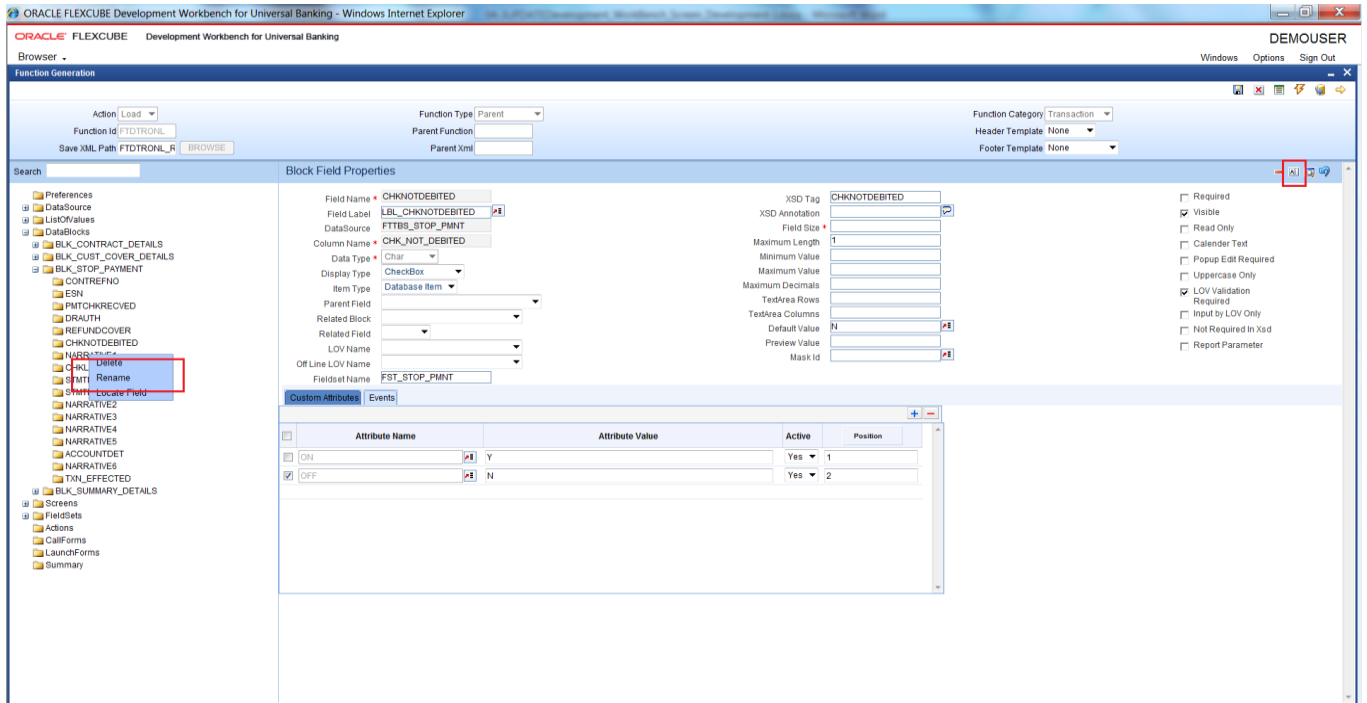 ORACLE FLEXCUBE Development Workbench for Universal Banking - Windows Internet Explorer
ORACLE FLEXCUBE Development Workbench for Universal Banking
DEMOUSER
Browser
Windows Options Sign Out
Function Generation
Action Load
Function Type Parent
Function Category Transaction
Function Id FTDTRONL
Parent Function
Header Template None
Save XML Path FTDTRONL_R BROWSE
Parent Xml
Footer Template None
Search
Preferences
DataSource
ListOfValues
DataBlocks
BLK_CONTRACT_DETAILS
BLK_CUST_COVER_DETAILS
BLK_STOP_PAYMENT
CONTREFNO
ESN
PMTCHKRECVED
DRAUTH
REFUNDCOVER
CHKNOTDEBITED
Delete
Rename
Locate Field
NARRATIVE2
NARRATIVE3
NARRATIVE4
NARRATIVE5
ACCOUNTDET
NARRATIVE6
TXN_EFFECTED
BLK_SUMMARY_DETAILS
Screens
FieldSets
Actions
CallForms
LaunchForms
Summary
Block Field Properties
Field Name * CHKNOTDEBITED
Field Label LBL_CHKNOTDEBITED
DataSource FTTBS_STOP_PMNT
Column Name * CHK_NOT_DEBITED
Data Type * Char
Display Type CheckBox
Item Type Database Item
Parent Field
Related Block
Related Field
LOV Name
Off Line LOV Name
Fieldset Name FST_STOP_PMNT
XSD Tag CHKNOTDEBITED
XSD Annotation
Field Size *
Maximum Length 1
Minimum Value
Maximum Value
Maximum Decimals
TextArea Rows
TextArea Columns
Default Value N
Preview Value
Mask Id
Required
Visible
Read Only
Calender Text
Popup Edit Required
Uppercase Only
LOV Validation
Required
Input by LOV Only
Not Required In Xsd
Report Parameter
Custom Attributes Events
Attribute Name Attribute Value Active Position
ON Y Yes 1
OFF N Yes 2